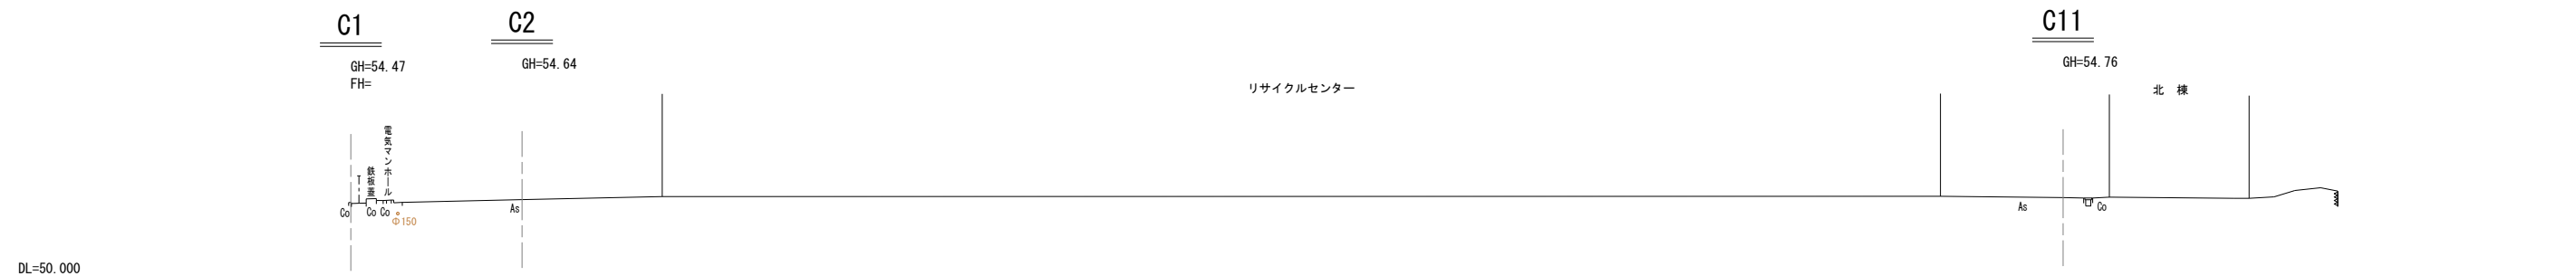 C1
GH=54.47
FH=
C2
GH=54.64
リサイクルセンター
C11
GH=54.76
北 棟
電気マンホール
鉄板蓋
Co
Co
Co
Φ150
As
As
Co
DL=50.000